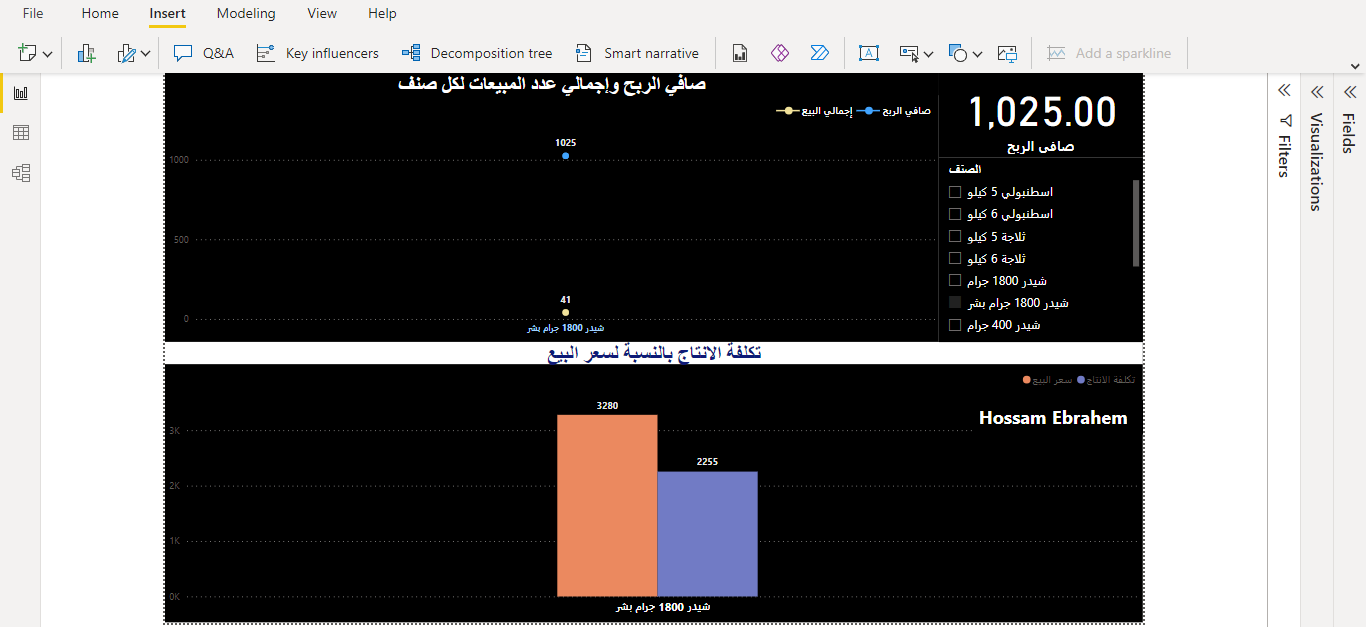 File Home Insert Modeling View Help
Q&A Key influencers Decomposition tree Smart narrative A Add a sparkline
صافي الربح وإجمالي عدد المبيعات لكل صنف
صافي الربح إجمالي البيع
1025
1000
500
41
0
شيدر 1800 جرام بشر
1,025.00
صافي الربح
الصنف
اسطنبولي 5 كيلو
اسطنبولي 6 كيلو
ثلاجة 5 كيلو
ثلاجة 6 كيلو
شيدر 1800 جرام
شيدر 1800 جرام بشر
شيدر 400 جرام
تكلفة الانتاج بالنسبة لسعر البيع
تكلفة الانتاج سعر البيع
Hossam Ebrahem
3280
3K
2255
2K
1K
0K
شيدر 1800 جرام بشر
Filters
Visualizations
Fields